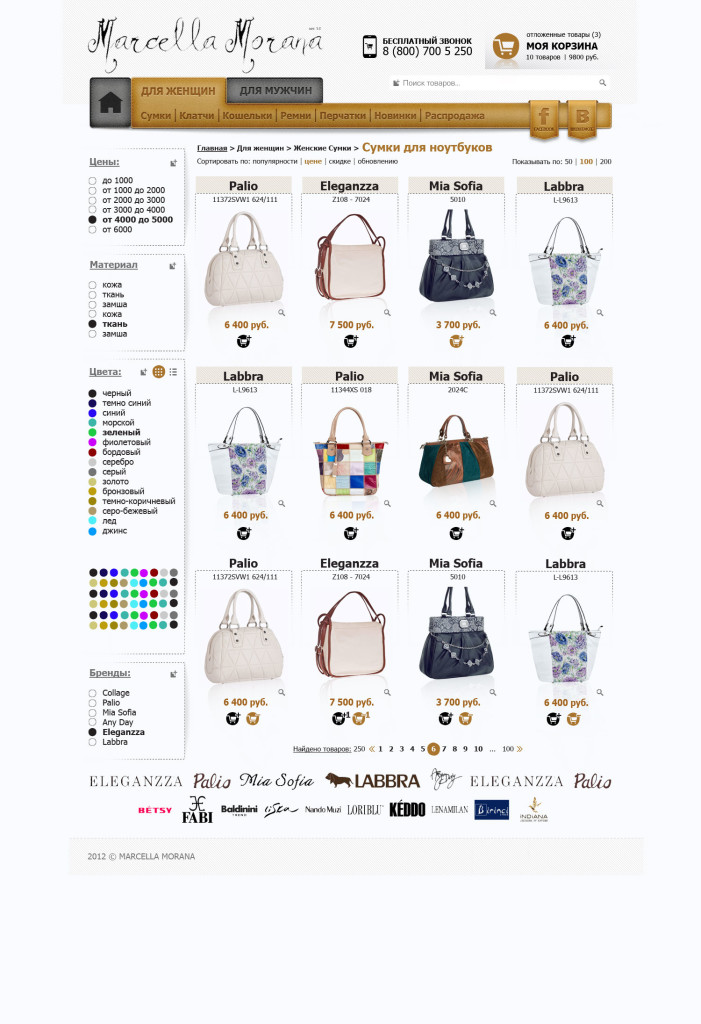 Marcella Morana
БЕСПЛАТНЫЙ ЗВОНОК
8 (800) 700 5 250
отложенные товары (3)
МОЯ КОРЗИНА
10 товаров | 9800 руб.
ДЛЯ ЖЕНЩИН
ДЛЯ МУЖЧИН
Поиск товаров...
Сумки | Клатчи | Кошельки | Ремни | Перчатки | Новинки | Распродажа
f
FACEBOOK
B
Главная > Для женщин > Женские Сумки > Сумки для ноутбуков
Сортировать по: популярности | цене | скидке | обновлению
Показывать по: 50 | 100 | 200
Цены:
до 1000
от 1000 до 2000
от 2000 до 3000
от 3000 до 4000
от 4000 до 5000
от 6000
Материал
кожа
ткань
замша
кожа
ткань
замша
Цвета:
черный
темно синий
синий
морской
зеленый
фиолетовый
бордовый
серебро
серый
золото
бронзовый
темно-коричневый
серо-бежевый
лед
джинс
Бренды:
Collage
Palio
Mia Sofia
Any Day
Eleganzza
Labbra
Palio Eleganzza Mia Sofia Labbra
11372SVW1 624/111 Z108 - 7024 5010 L-L9613
6 400 руб. 7 500 руб. 3 700 руб. 6 400 руб.
Labbra Palio Mia Sofia Palio
L-L9613 11344XS 018 2024C 11372SVW1 624/111
6 400 руб. 6 400 руб. 6 400 руб. 6 400 руб.
Palio Eleganzza Mia Sofia Labbra
11372SVW1 624/111 Z108 - 7024 5010 L-L9613
6 400 руб. 7 500 руб. 3 700 руб. 6 400 руб.
1 1
Найдено товаров: 250 « 1 2 3 4 5 6 7 8 9 10 ... 100 »
ELEGANZZA Palio Mia Sofia LABBRA Any Day ELEGANZZA Palio
BETSY FABI Baldinini TREND Nando Muzi LORIBLU KEDDO LENAMILAN INDIANA
2012 © MARCELLA MORANA